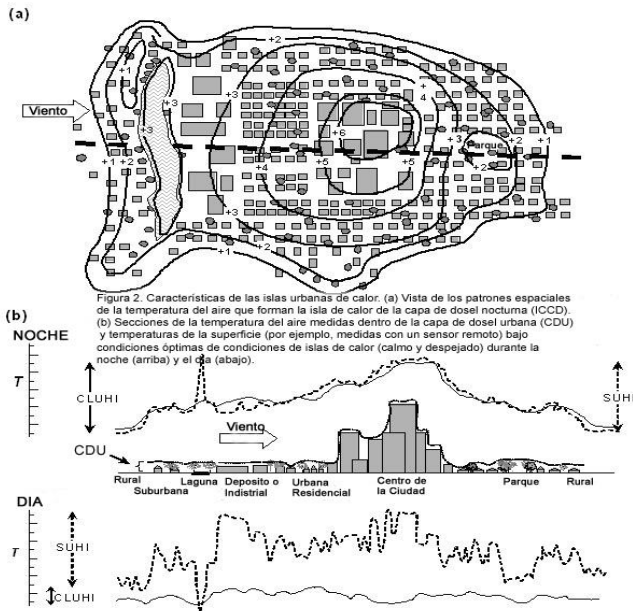 (a)
+2
+1
+3
+3
+4
Viento
+3
+6
+3
+1
Parque
+2
+1
+2
+4
+5
+5
+2
+3
+2
+1
Figura 2. Características de las islas urbanas de calor. (a) Vista de los patrones espaciales
de la temperatura del aire que forman la isla de calor de la capa de dosel nocturna (ICCD).
(b) Secciones de la temperatura del aire medidas dentro de la capa de dosel urbana (CDU)
y temperaturas de la superficie (por ejemplo, medidas con un sensor remoto) bajo
condiciones óptimas de condiciones de islas de calor (calmo y despejado) durante la
noche (arriba) y el día (abajo).
(b)
NOCHE
T
CLUHI
SUHI
Viento
CDU
Rural
Suburbana
Laguna
Deposito o
Indistrial
Urbana
Residencial
Centro de
la Ciudad
Parque
Rural
DIA
T
SUHI
CLUHI